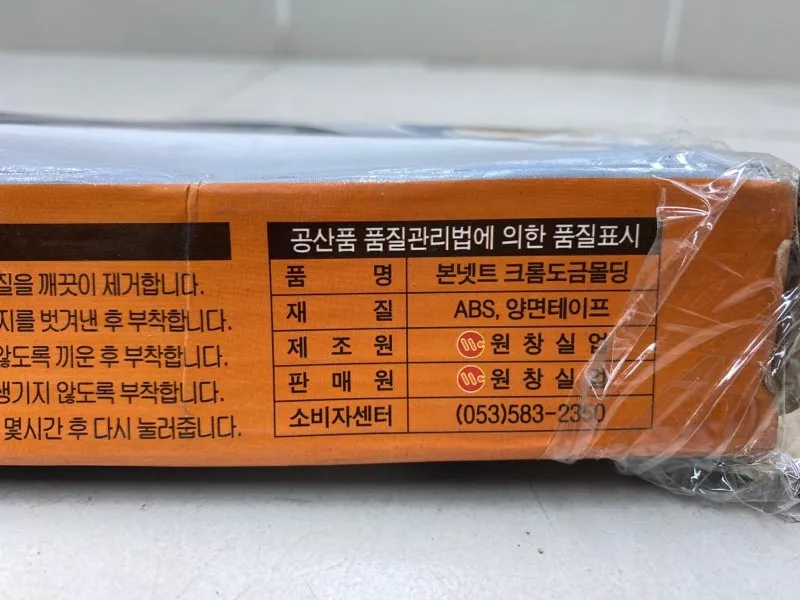 질을 깨끗이 제거합니다.
지를 벗겨낸 후 부착합니다.
않도록 끼운 후 부착합니다.
생기지 않도록 부착합니다.
몇시간 후 다시 눌러줍니다.
공산품 품질관리법에 의한 품질표시
품 명 본넷트 크롬도금몰딩
재 질 ABS, 양면테이프
제 조 원 원 창 실 업
판 매 원 원 창 실 업
소비자센터 (053)583-2350